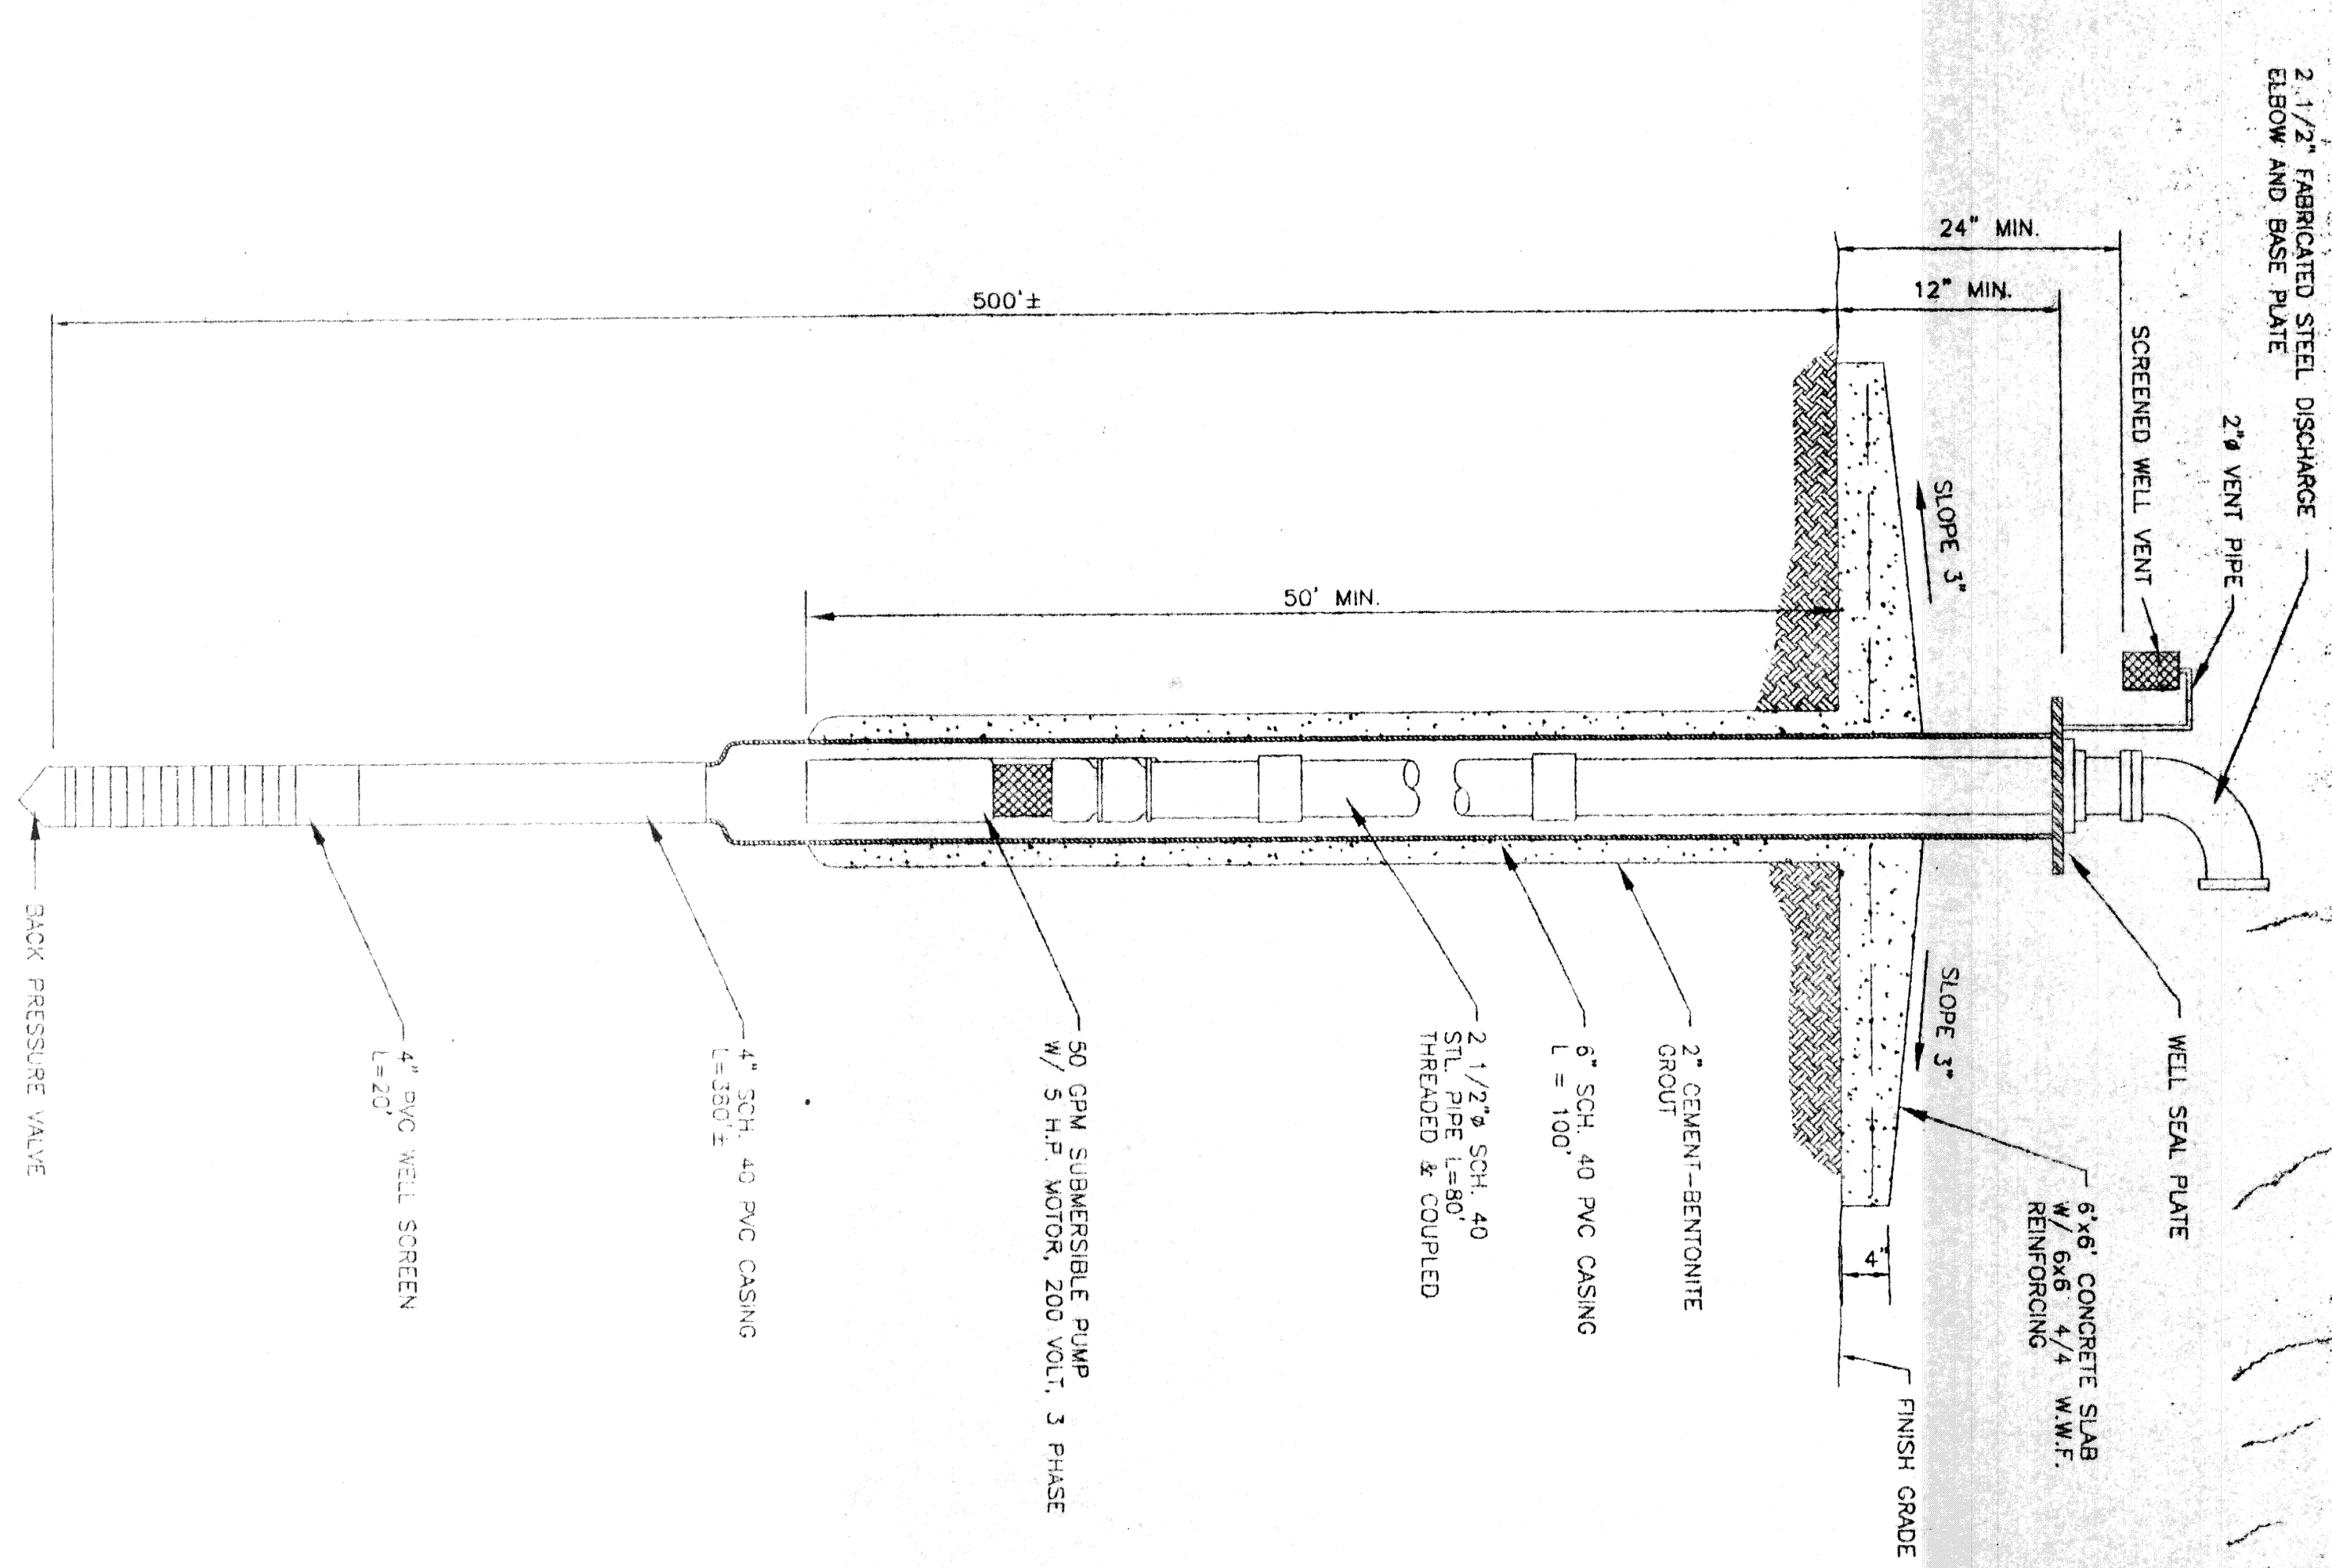 2 1/2" FABRICATED STEEL DISCHARGE
ELBOW AND BASE PLATE
2"ø VENT PIPE
SCREENED WELL VENT
24" MIN.
12" MIN.
500'±
50' MIN.
SLOPE 3"
SLOPE 3"
WELL SEAL PLATE
6'x6' CONCRETE SLAB
W/ 6x6 4/4 W.W.F.
REINFORCING
4"
FINISH GRADE
2" CEMENT-BENTONITE
GROUT
6" SCH. 40 PVC CASING
L = 100'
2 1/2"ø SCH. 40
STL. PIPE L=80'
THREADED & COUPLED
50 GPM SUBMERSIBLE PUMP
W/ 5 H.P. MOTOR, 200 VOLT, 3 PHASE
4" SCH. 40 PVC CASING
L=380'±
4" PVC WELL SCREEN
L=20'
BACK PRESSURE VALVE